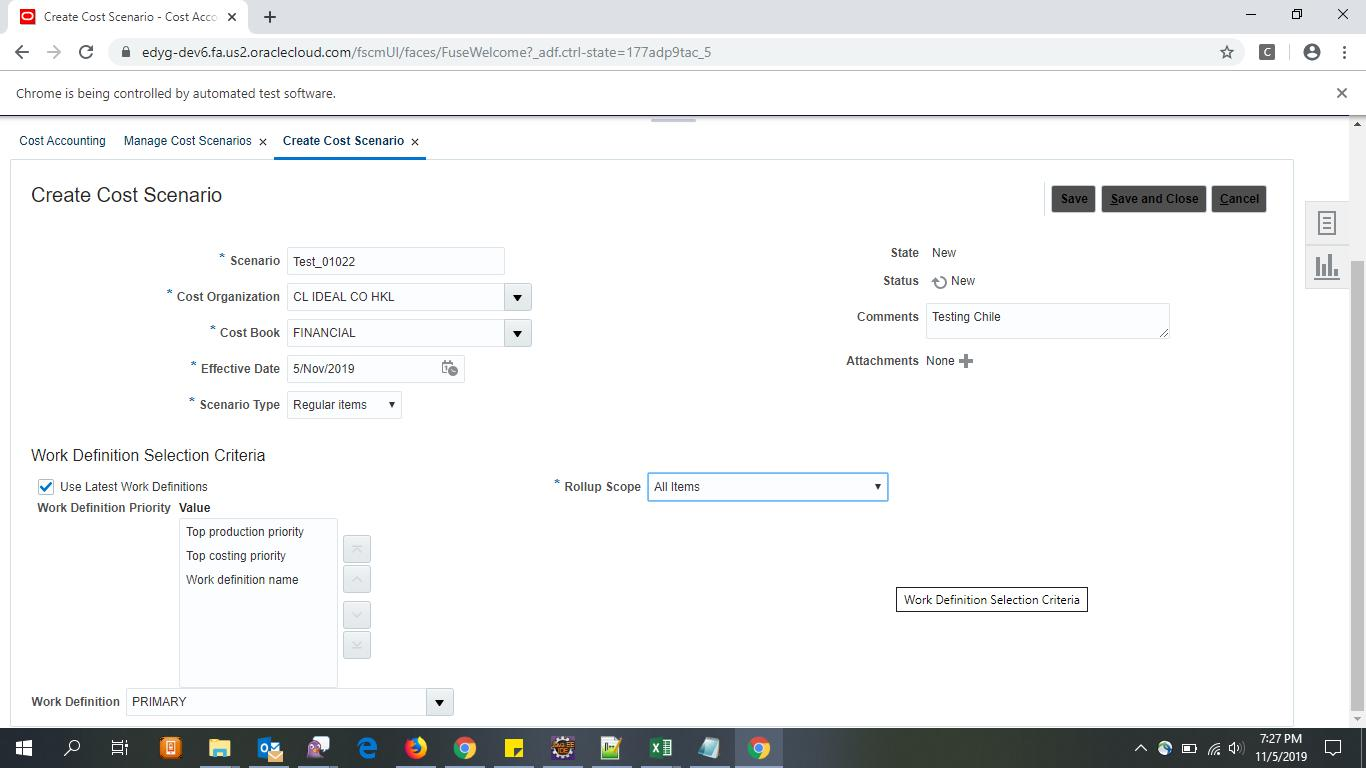 Create Cost Scenario - Cost Acco
edyg-dev6.fa.us2.oraclecloud.com/fscmUI/faces/FuseWelcome?_adf.ctrl-state=177adp9tac_5
C
Chrome is being controlled by automated test software.
Cost Accounting Manage Cost Scenarios Create Cost Scenario
Create Cost Scenario
Save Save and Close Cancel
* Scenario Test_01022
* Cost Organization CL IDEAL CO HKL
* Cost Book FINANCIAL
* Effective Date 5/Nov/2019
* Scenario Type Regular items
State New
Status New
Comments Testing Chile
Attachments None
Work Definition Selection Criteria
Use Latest Work Definitions
* Rollup Scope All Items
Work Definition Priority Value
Top production priority
Top costing priority
Work definition name
Work Definition Selection Criteria
Work Definition PRIMARY
7:27 PM
11/5/2019